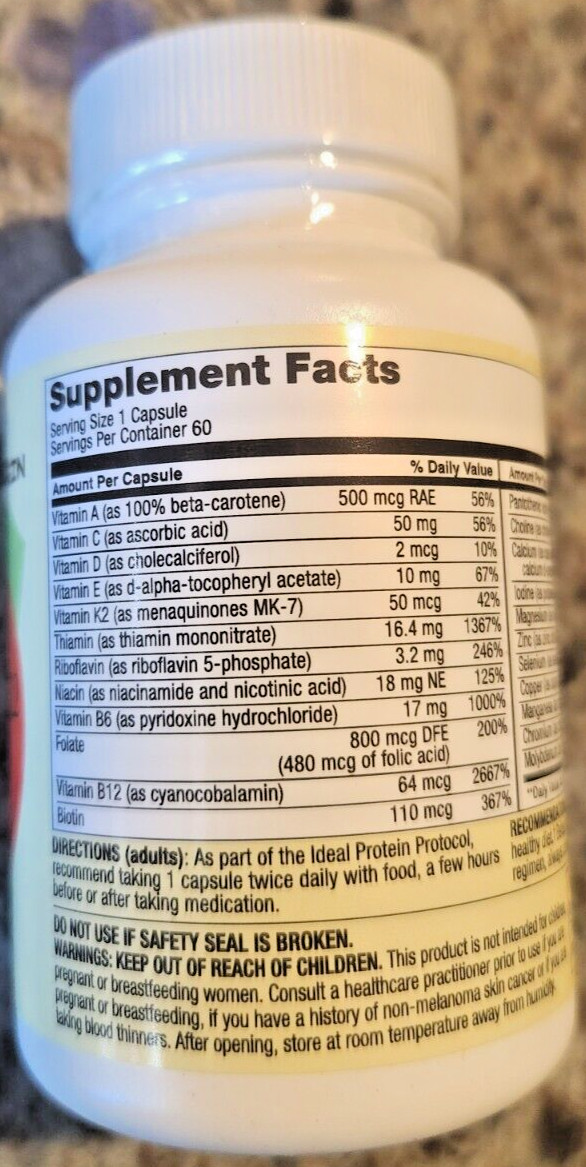 Supplement Facts
Serving Size 1 Capsule
Servings Per Container 60
Amount Per Capsule % Daily Value
Vitamin A (as 100% beta-carotene) 500 mcg RAE 56%
Vitamin C (as ascorbic acid) 50 mg 56%
Vitamin D (as cholecalciferol) 2 mcg 10%
Vitamin E (as d-alpha-tocopheryl acetate) 10 mg 67%
Vitamin K2 (as menaquinones MK-7) 50 mcg 42%
Thiamin (as thiamin mononitrate) 16.4 mg 1367%
Riboflavin (as riboflavin 5-phosphate) 3.2 mg 246%
Niacin (as niacinamide and nicotinic acid) 18 mg NE 125%
Vitamin B6 (as pyridoxine hydrochloride) 17 mg 1000%
Folate 800 mcg DFE 200%
(480 mcg of folic acid)
Vitamin B12 (as cyanocobalamin) 64 mcg 2667%
Biotin 110 mcg 367%
Amount
Choline
Calcium
Iodine
Zinc
Copper
DIRECTIONS (adults): As part of the Ideal Protein Protocol,
recommend taking 1 capsule twice daily with food, a few hours
before or after taking medication.
healthy
regimen,
DO NOT USE IF SAFETY SEAL IS BROKEN.
WARNINGS: KEEP OUT OF REACH OF CHILDREN. This product is not intended for
pregnant or breastfeeding women. Consult a healthcare practitioner prior to use if you are
pregnant or breastfeeding, if you have a history of non-melanoma skin cancer or if you are
taking blood thinners. After opening, store at room temperature away from humidity.